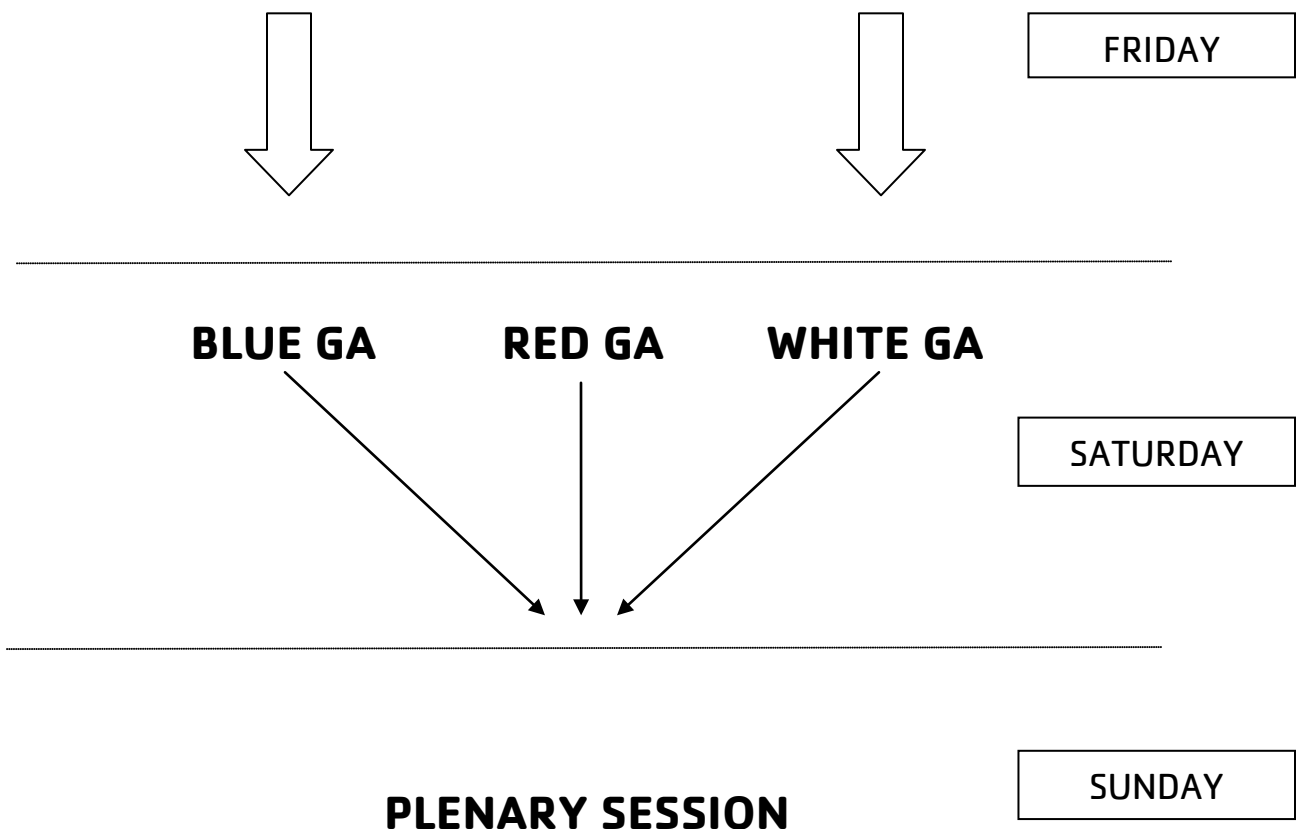 FRIDAY
BLUE GA RED GA WHITE GA
SATURDAY
SUNDAY
PLENARY SESSION